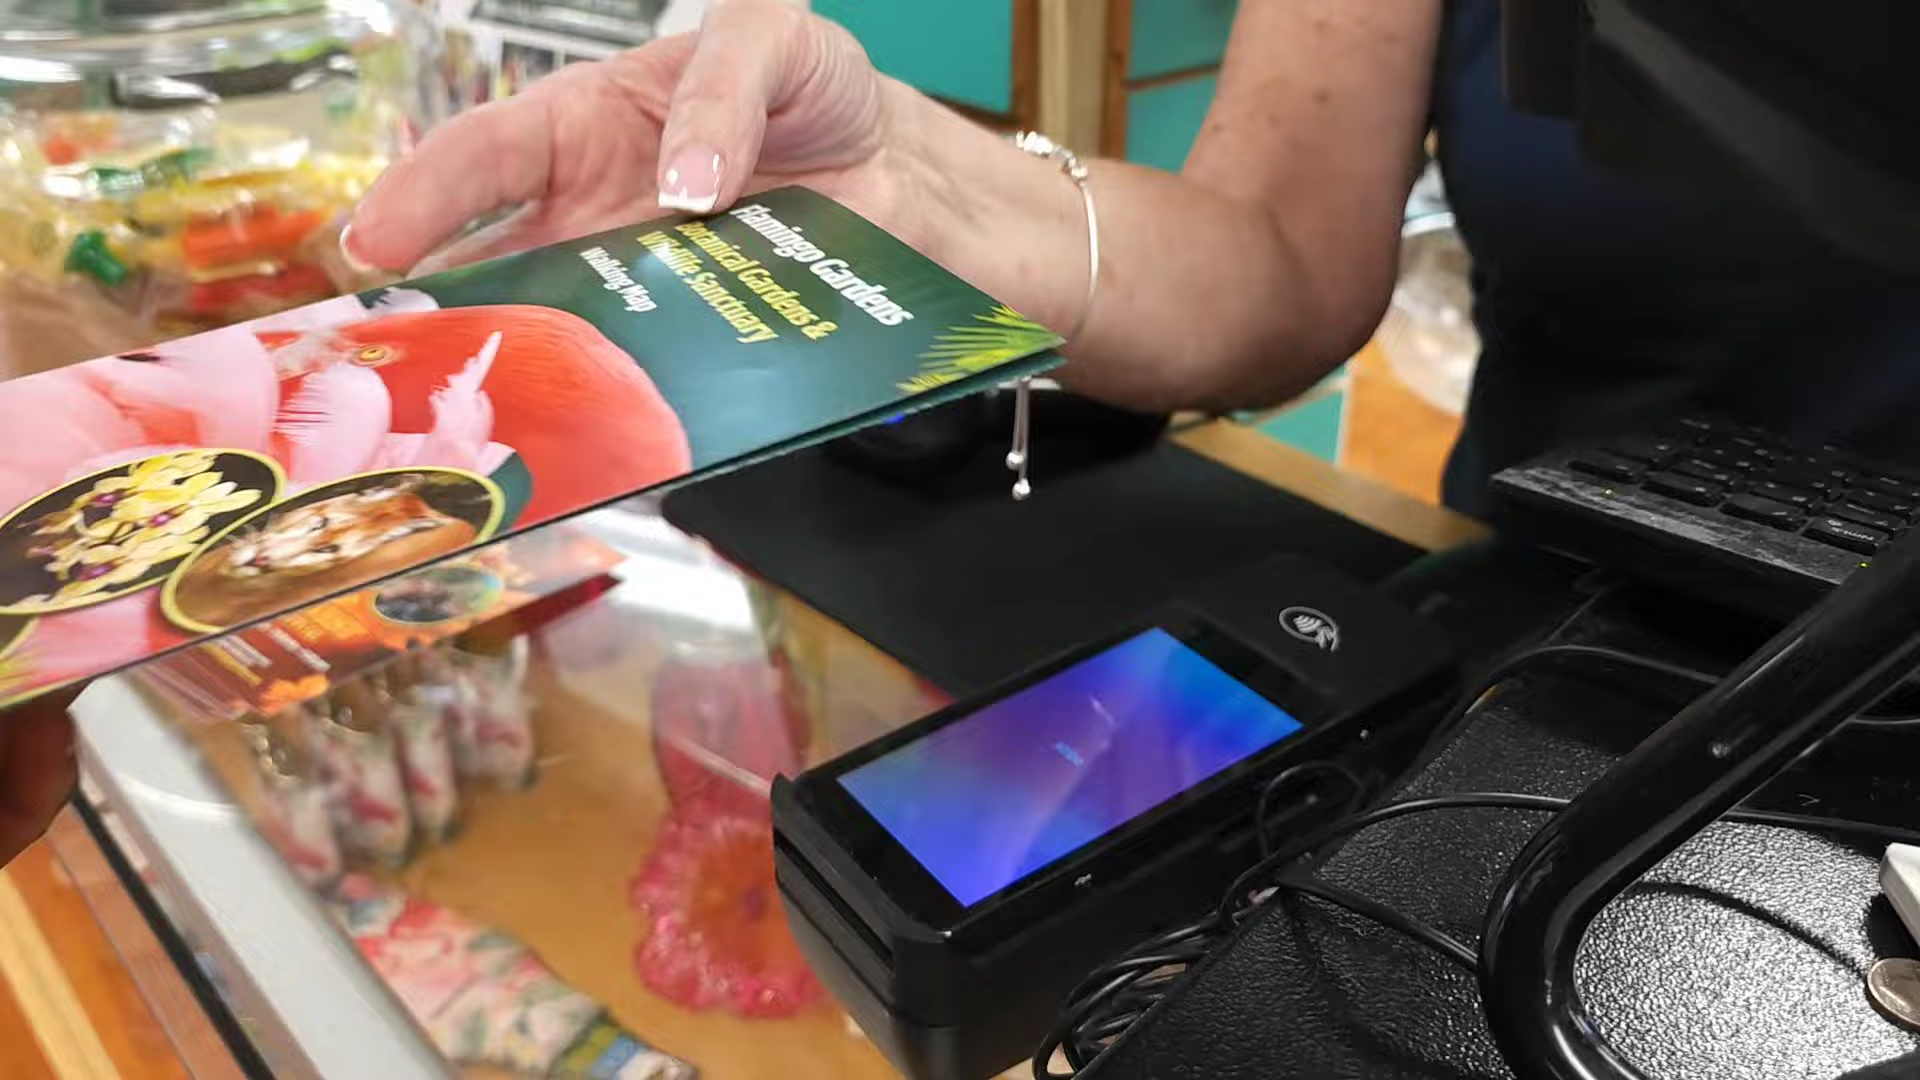 Flamingo Gardens
Botanical Gardens &
Wildlife Sanctuary
Walking Map